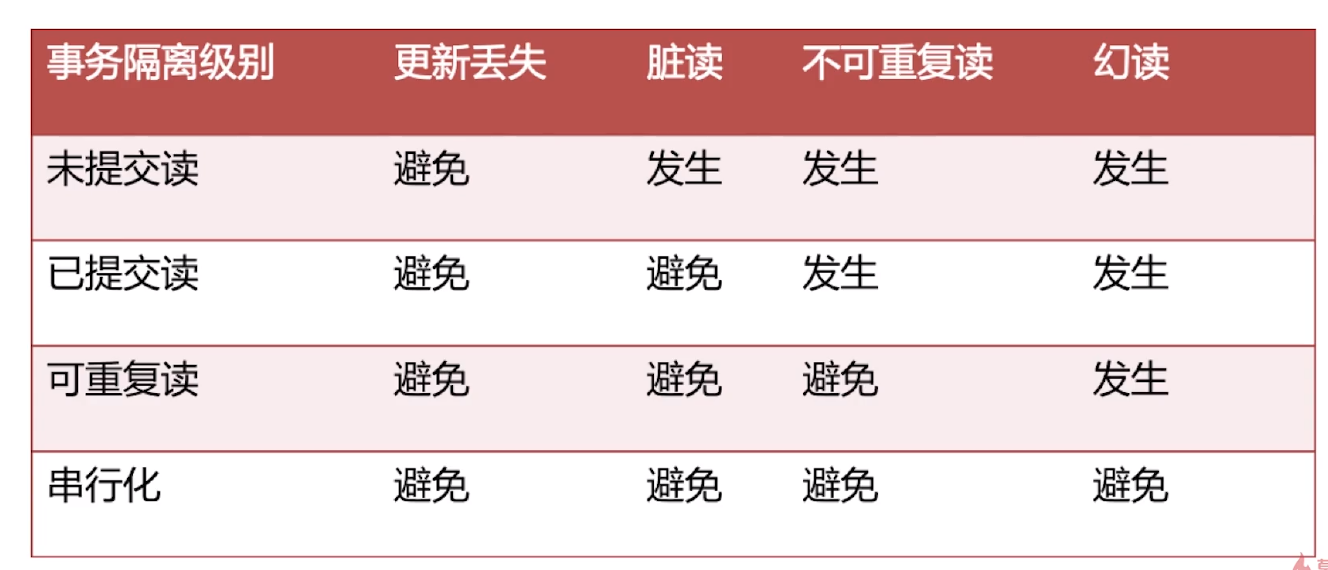 事务隔离级别 更新丢失 脏读 不可重复读 幻读
未提交读 避免 发生 发生 发生
已提交读 避免 避免 发生 发生
可重复读 避免 避免 避免 发生
串行化 避免 避免 避免 避免